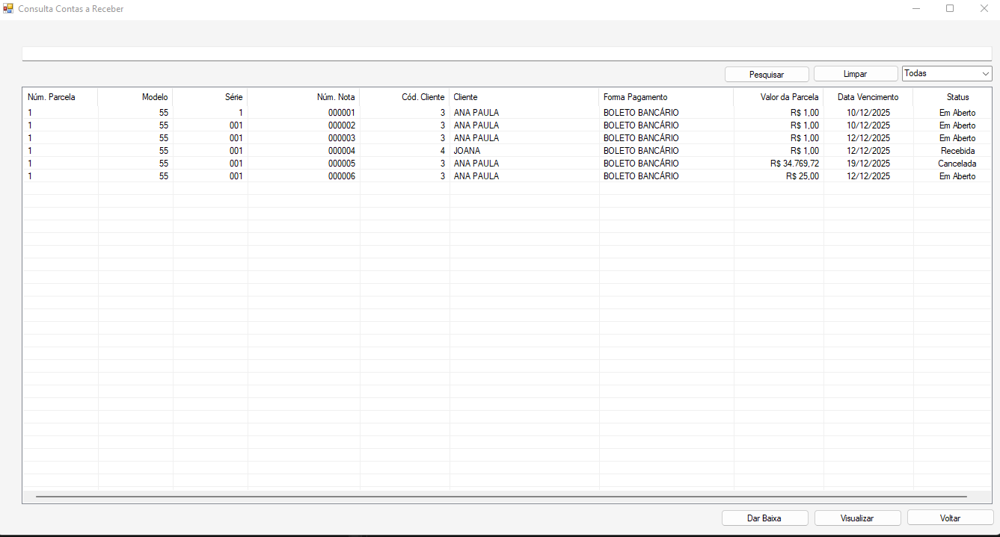 Consulta Contas a Receber
Pesquisar Limpar Todas
Núm. Parcela Modelo Série Núm. Nota Cód. Cliente Cliente Forma Pagamento Valor da Parcela Data Vencimento Status
1 55 1 000001 3 ANA PAULA BOLETO BANCÁRIO R$ 1,00 10/12/2025 Em Aberto
1 55 001 000002 3 ANA PAULA BOLETO BANCÁRIO R$ 1,00 10/12/2025 Em Aberto
1 55 001 000003 3 ANA PAULA BOLETO BANCÁRIO R$ 1,00 12/12/2025 Em Aberto
1 55 001 000004 4 JOANA BOLETO BANCÁRIO R$ 1,00 12/12/2025 Recebida
1 55 001 000005 3 ANA PAULA BOLETO BANCÁRIO R$ 34.769,72 19/12/2025 Cancelada
1 55 001 000006 3 ANA PAULA BOLETO BANCÁRIO R$ 25,00 12/12/2025 Em Aberto
Dar Baixa Visualizar Voltar